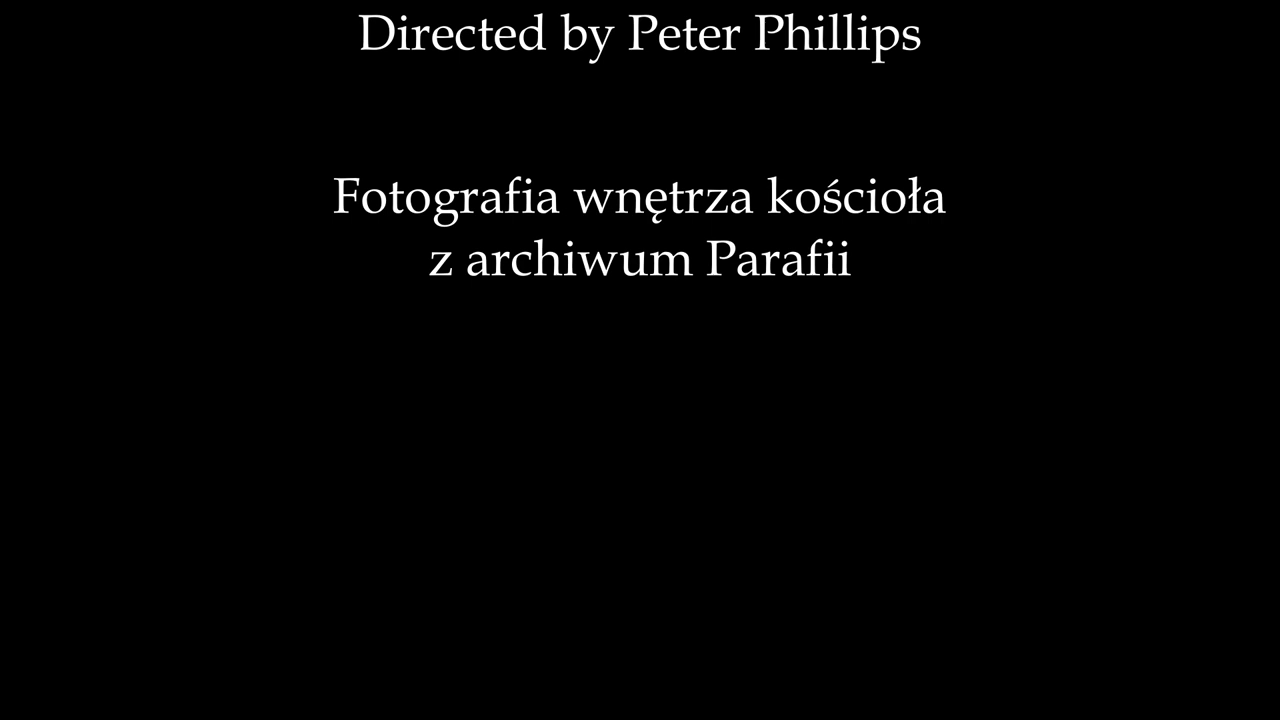 Directed by Peter Phillips
Fotografia wnętrza kościoła
z archiwum Parafii